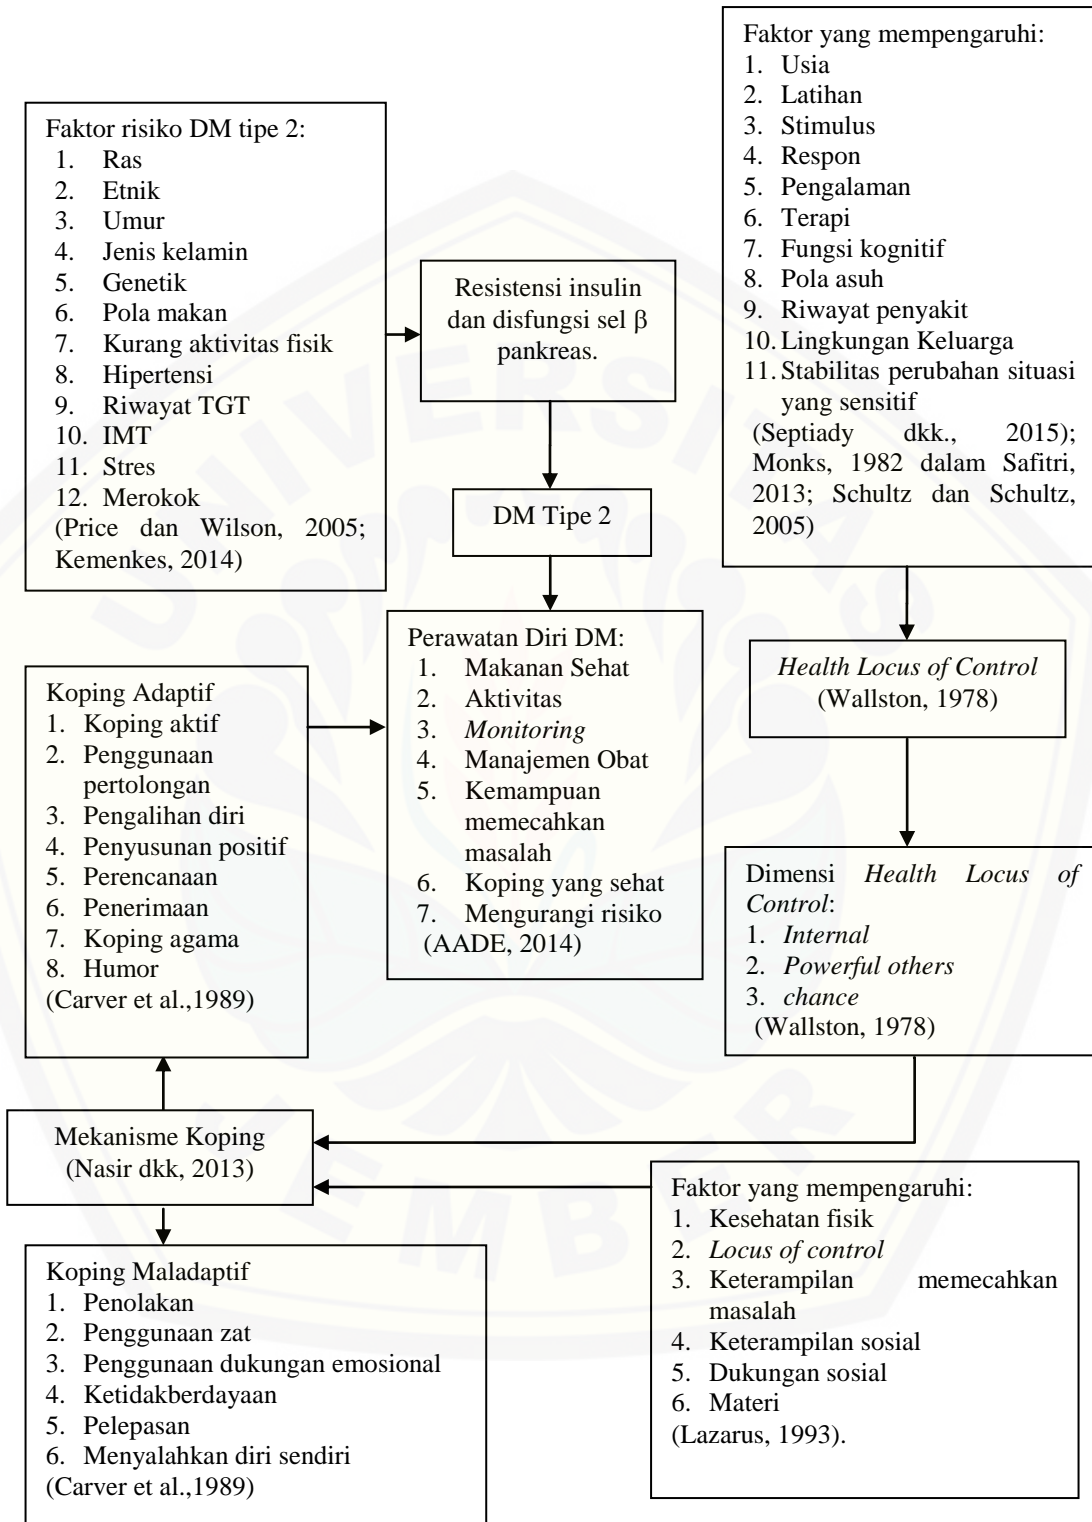 Faktor risiko DM tipe 2:
1. Ras
2. Etnik
3. Umur
4. Jenis kelamin
5. Genetik
6. Pola makan
7. Kurang aktivitas fisik
8. Hipertensi
9. Riwayat TGT
10. IMT
11. Stres
12. Merokok
(Price dan Wilson, 2005;
Kemenkes, 2014)
Resistensi insulin
dan disfungsi sel β
pankreas.
DM Tipe 2
Perawatan Diri DM:
1. Makanan Sehat
2. Aktivitas
3. Monitoring
4. Manajemen Obat
5. Kemampuan
memecahkan
masalah
6. Koping yang sehat
7. Mengurangi risiko
(AADE, 2014)
Faktor yang mempengaruhi:
1. Usia
2. Latihan
3. Stimulus
4. Respon
5. Pengalaman
6. Terapi
7. Fungsi kognitif
8. Pola asuh
9. Riwayat penyakit
10. Lingkungan Keluarga
11. Stabilitas perubahan situasi
yang sensitif
(Septiady dkk., 2015);
Monks, 1982 dalam Safitri,
2013; Schultz dan Schultz,
2005)
Health Locus of Control
(Wallston, 1978)
Dimensi Health Locus of
Control:
1. Internal
2. Powerful others
3. chance
(Wallston, 1978)
Koping Adaptif
1. Koping aktif
2. Penggunaan
pertolongan
3. Pengalihan diri
4. Penyusunan positif
5. Perencanaan
6. Penerimaan
7. Koping agama
8. Humor
(Carver et al.,1989)
Mekanisme Koping
(Nasir dkk, 2013)
Koping Maladaptif
1. Penolakan
2. Penggunaan zat
3. Penggunaan dukungan emosional
4. Ketidakberdayaan
5. Pelepasan
6. Menyalahkan diri sendiri
(Carver et al.,1989)
Faktor yang mempengaruhi:
1. Kesehatan fisik
2. Locus of control
3. Keterampilan memecahkan
masalah
4. Keterampilan sosial
5. Dukungan sosial
6. Materi
(Lazarus, 1993).
UNIVERSITAS
JEMBER